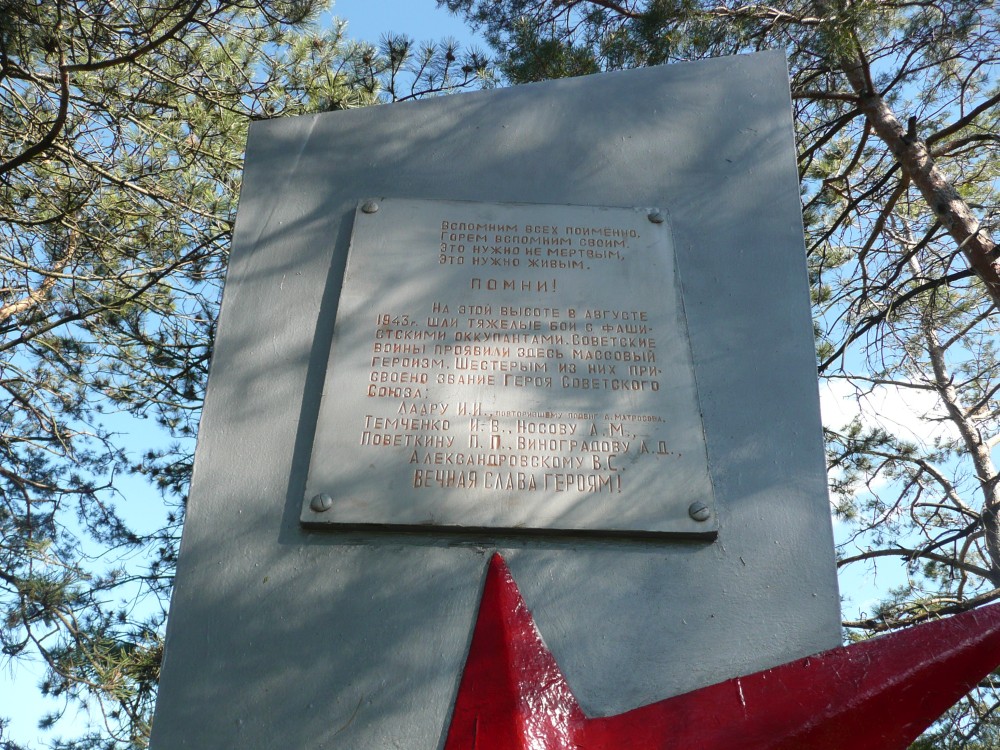 Вспомним всех поименно,
Горем вспомним своим.
Это нужно не мертвым,
Это нужно живым.
ПОМНИ!
На этой высоте в августе
1943г. шли тяжелые бои с фаши-
стскими оккупантами. Советские
воины проявили здесь массовый
героизм. Шестерым из них при-
своено звание Героя Советского
Союза:
Ладру И.И., повторившему подвиг А. Матросова,
Темченко И.В., Носову А.М.,
Поветкину П.П., Виноградову А.Д.,
Александровскому В.С.
ВЕЧНАЯ СЛАВА ГЕРОЯМ!